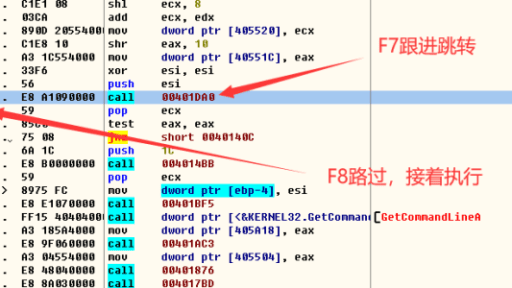 . C1E1 08 shl ecx, 8
. 03CA add ecx, edx
. 890D 20554000 mov dword ptr [405520], ecx
. C1E8 10 shr eax, 10
. A3 1C554000 mov dword ptr [40551C], eax
. 33F6 xor esi, esi
. 56 push esi
. E8 A1090000 call 00401DA0
. 59 pop ecx
. 85C0 test eax, eax
. 75 08 short 0040140C
. 6A 1C push 1C
. E8 B0000000 call 004014BB
. 59 pop ecx
> 8975 FC mov dword ptr [ebp-4], esi
. E8 E1070000 call 00401BF5
. FF15 40404000 call dword ptr [<&KERNEL32.GetCommand [GetCommandLineA
. A3 185A4000 mov dword ptr [405A18], eax
. E8 9F060000 call 00401AC3
. A3 04554000 mov dword ptr [405504], eax
. E8 48040000 call 00401876
. E8 8A030000 call 004017BD
F7跟进跳转
F8路过，接着执行